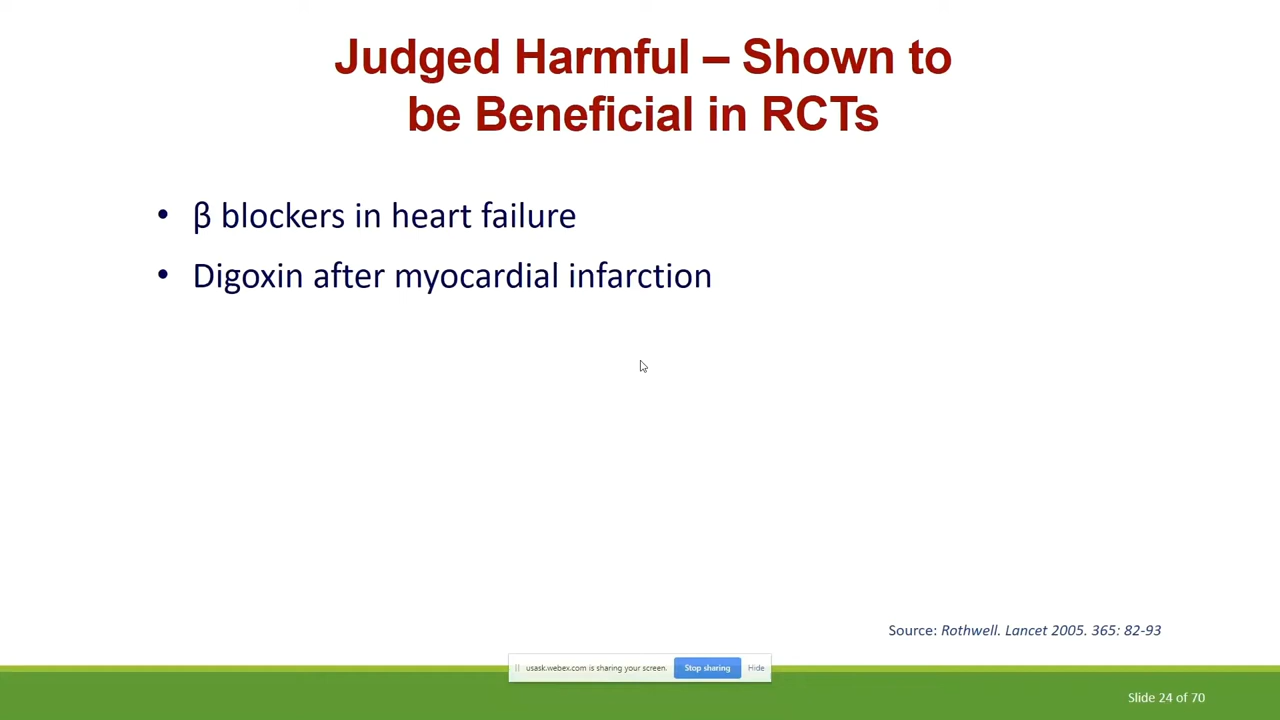 Judged Harmful – Shown to
be Beneficial in RCTs
• β blockers in heart failure
• Digoxin after myocardial infarction
Source: Rothwell. Lancet 2005. 365: 82-93
usask.webex.com is sharing your screen.
Stop sharing
Hide
Slide 24 of 70